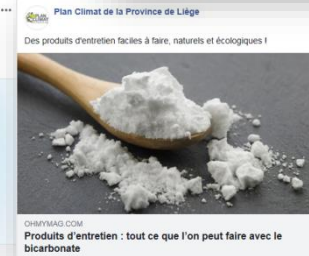 Plan Climat de la Province de Liège
Des produits d'entretien faciles à faire, naturels et écologiques !
OHMYMAG.COM
Produits d'entretien : tout ce que l'on peut faire avec le
bicarbonate